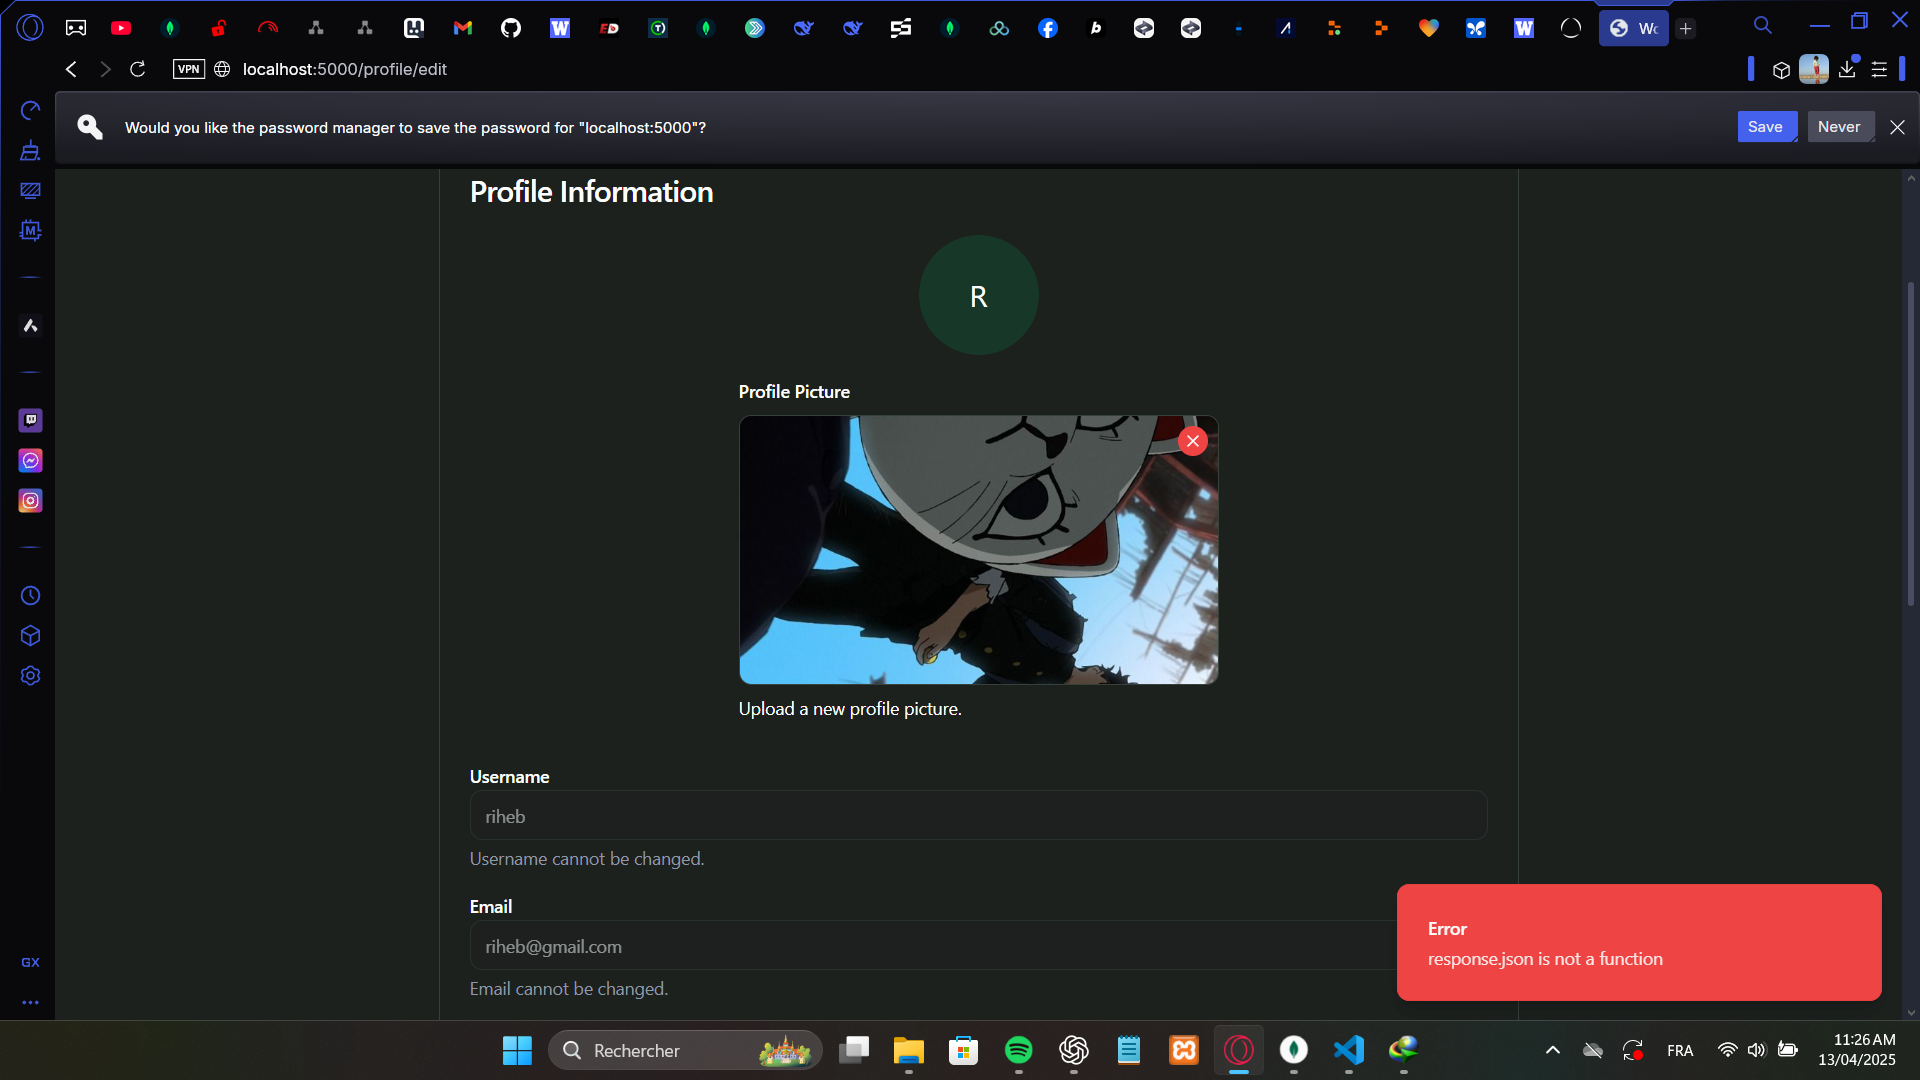 Wo
VPN
localhost:5000/profile/edit
Would you like the password manager to save the password for "localhost:5000"?
Save
Never
Profile Information
R
Profile Picture
Upload a new profile picture.
Username
riheb
Username cannot be changed.
Email
riheb@gmail.com
Email cannot be changed.
Error
response.json is not a function
GX
Rechercher
FRA
11:26 AM
13/04/2025